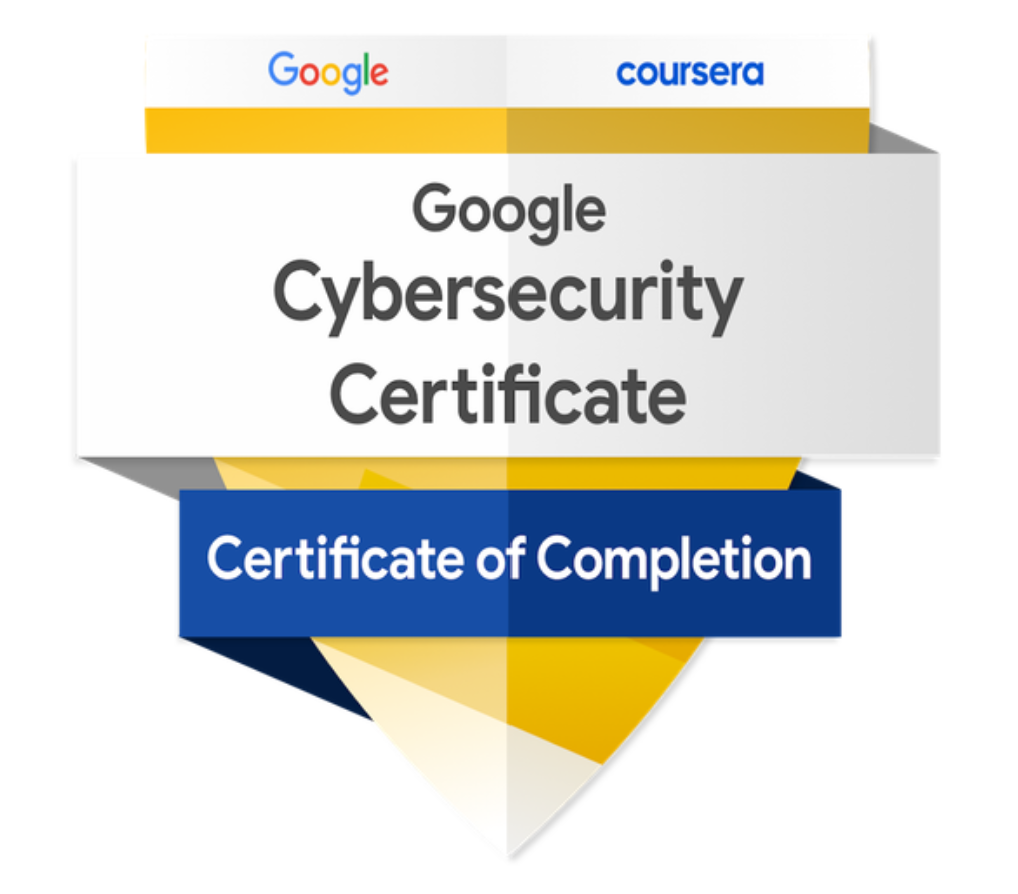 Google coursera
Google
Cybersecurity
Certificate
Certificate of Completion